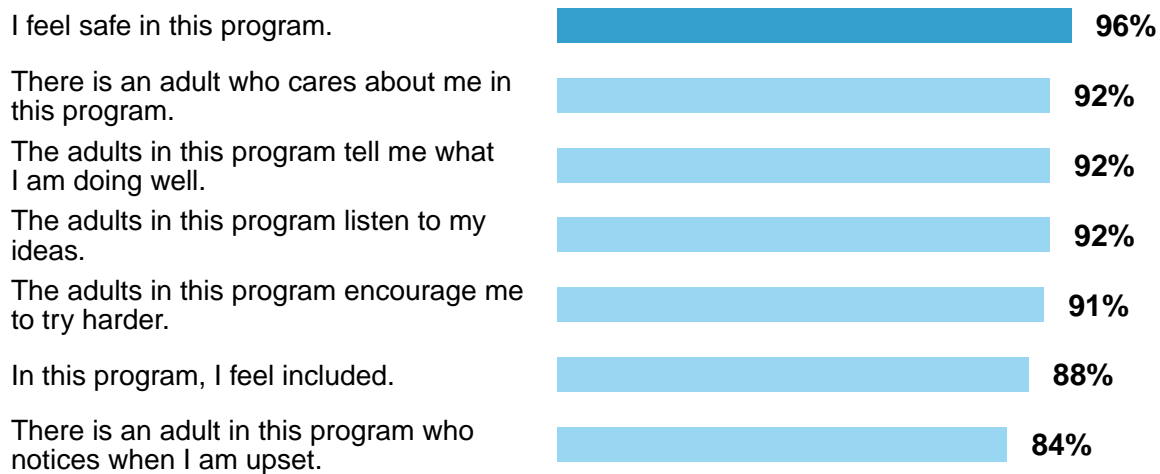 I feel safe in this program.
96%
There is an adult who cares about me in
this program.
92%
The adults in this program tell me what
I am doing well.
92%
The adults in this program listen to my
ideas.
92%
The adults in this program encourage me
to try harder.
91%
In this program, I feel included.
88%
There is an adult in this program who
notices when I am upset.
84%